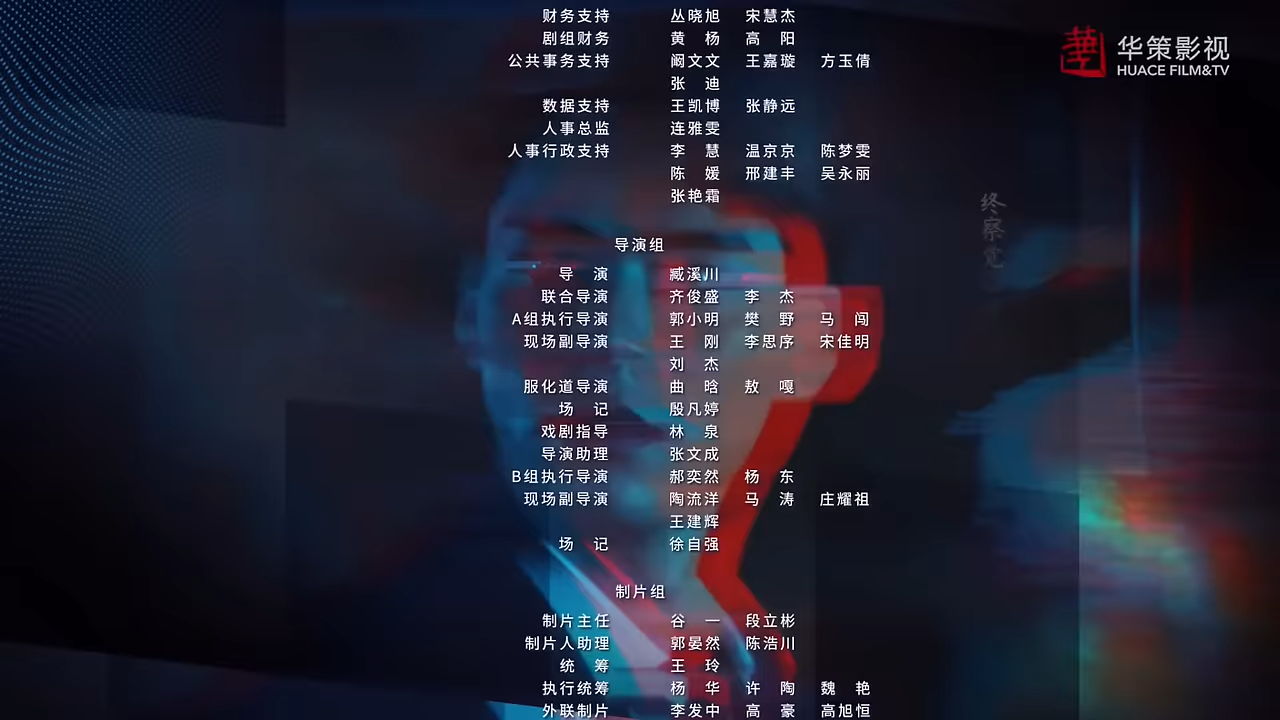 财务支持 丛晓旭 宋慧杰
剧组财务 黄 杨 高 阳
公共事务支持 阚文文 王嘉璇 方玉倩
张 迪
数据支持 王凯博 张静远
人事总监 连雅雯
人事行政支持 李 慧 温京京 陈梦雯
陈 媛 邢建丰 吴永丽
张艳霜
导演组
导 演 臧溪川
联合导演 齐俊盛 李 杰
A组执行导演 郭小明 樊 野 马 闯
现场副导演 王 刚 李思序 宋佳明
刘 杰
服化道导演 曲 晗 敖 嘎
场 记 殷凡婷
戏剧指导 林 泉
导演助理 张文成
B组执行导演 郝奕然 杨 东
现场副导演 陶流洋 马 涛 庄耀祖
王建辉
场 记 徐自强
制片组
制片主任 谷 一 段立彬
制片人助理 郭晏然 陈浩川
统 筹 王 玲
执行统筹 杨 华 许 陶 魏 艳
外联制片 李发中 高 豪 高旭恒
華 华策影视
HUACE FILM&TV